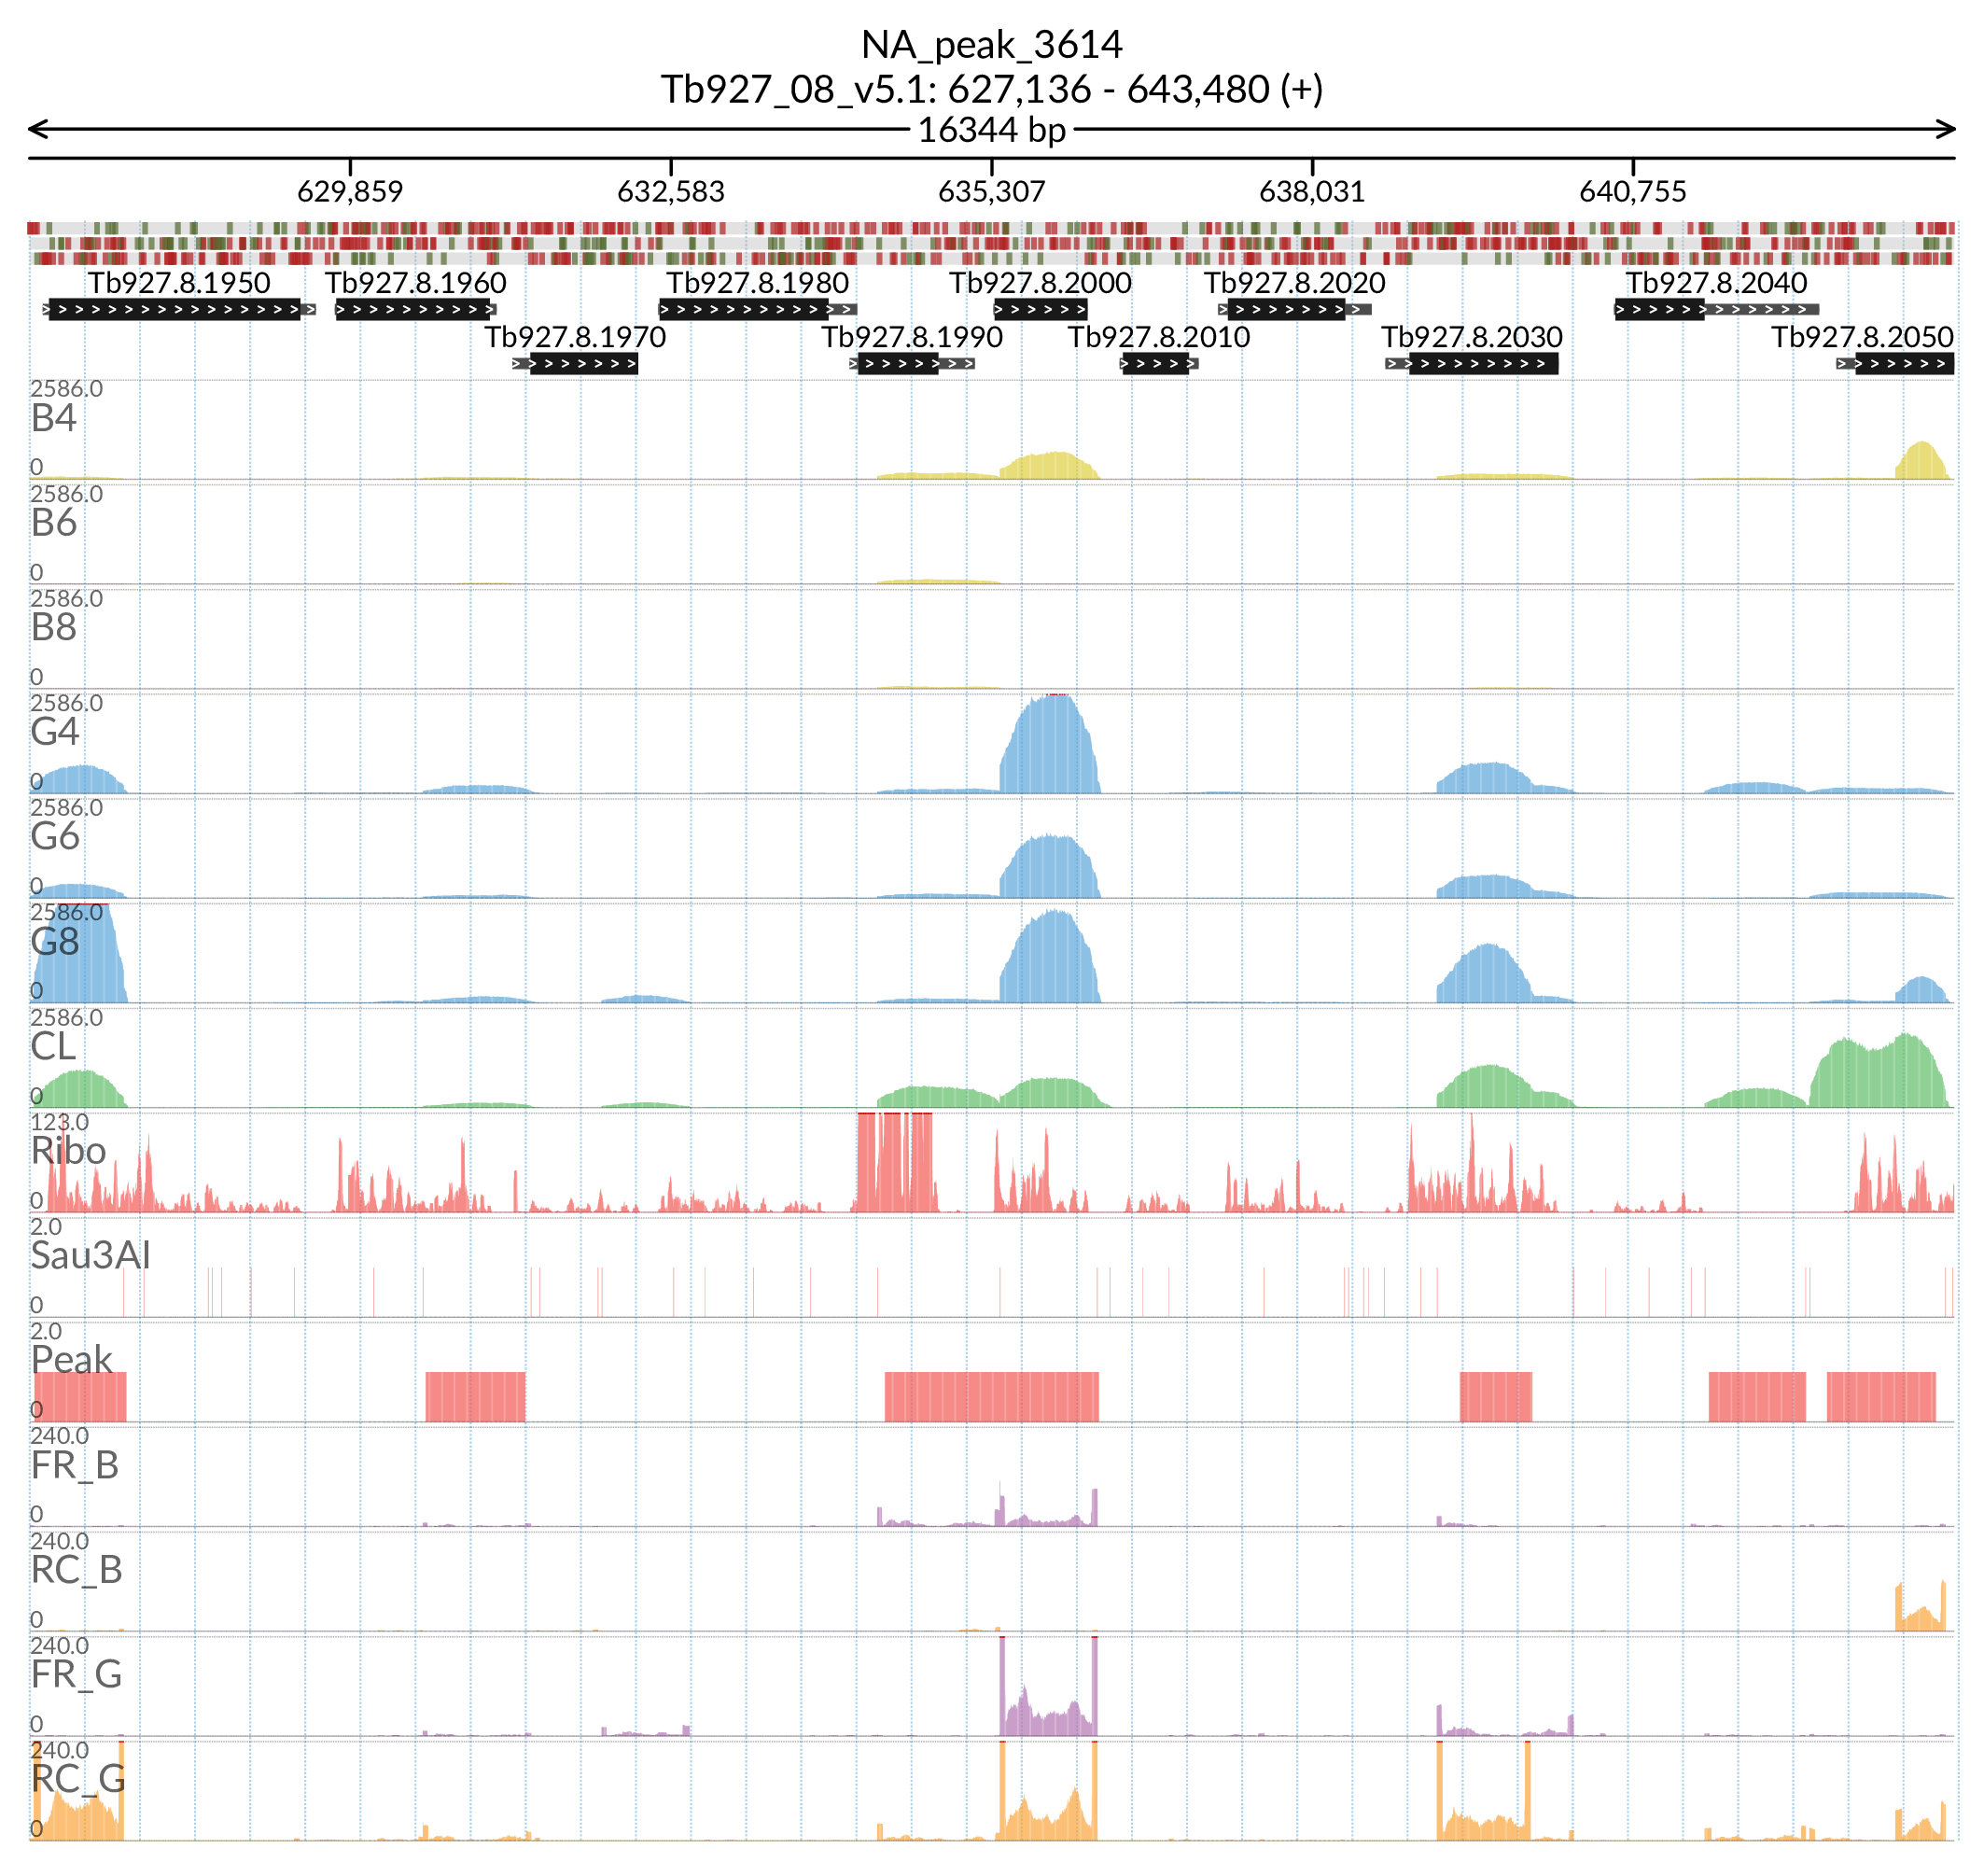 NA_peak_3614
Tb927_08_v5.1: 627,136 - 643,480 (+)
16344 bp
629,859 632,583 635,307 638,031 640,755
Tb927.8.1950 Tb927.8.1960 Tb927.8.1980 Tb927.8.2000 Tb927.8.2020 Tb927.8.2040
Tb927.8.1970 Tb927.8.1990 Tb927.8.2010 Tb927.8.2030 Tb927.8.2050
2586.0
B4
0
2586.0
B6
0
2586.0
B8
0
2586.0
G4
0
2586.0
G6
0
2586.0
G8
0
2586.0
CL
0
123.0
Ribo
0
2.0
Sau3AI
0
2.0
Peak
0
240.0
FR_B
0
240.0
RC_B
0
240.0
FR_G
0
240.0
RC_G
0